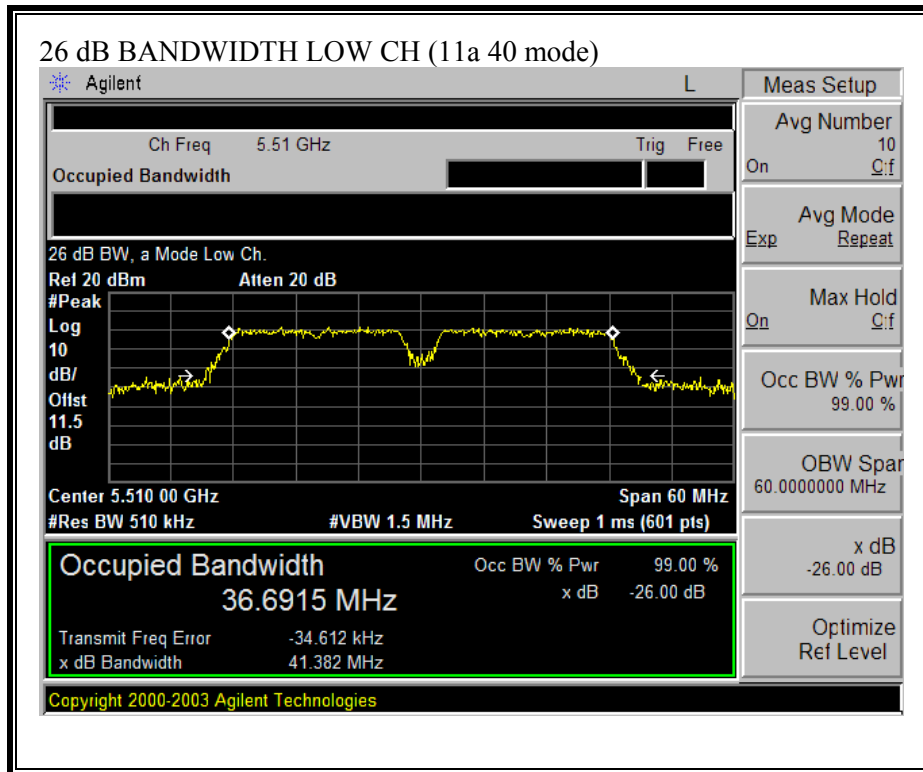 26 dB BANDWIDTH LOW CH (11a 40 mode)
Agilent L
Ch Freq 5.51 GHz Trig Free
Occupied Bandwidth
26 dB BW, a Mode Low Ch.
Ref 20 dBm Atten 20 dB
#Peak
Log
10
dB/
Offst
11.5
dB
Center 5.510 00 GHz Span 60 MHz
#Res BW 510 kHz #VBW 1.5 MHz Sweep 1 ms (601 pts)
Occupied Bandwidth
36.6915 MHz
Occ BW % Pwr 99.00 %
x dB -26.00 dB
Transmit Freq Error -34.612 kHz
x dB Bandwidth 41.382 MHz
Copyright 2000-2003 Agilent Technologies
Meas Setup
Avg Number
10
On Off
Avg Mode
Exp Repeat
Max Hold
On Off
Occ BW % Pwr
99.00 %
OBW Span
60.0000000 MHz
x dB
-26.00 dB
Optimize
Ref Level